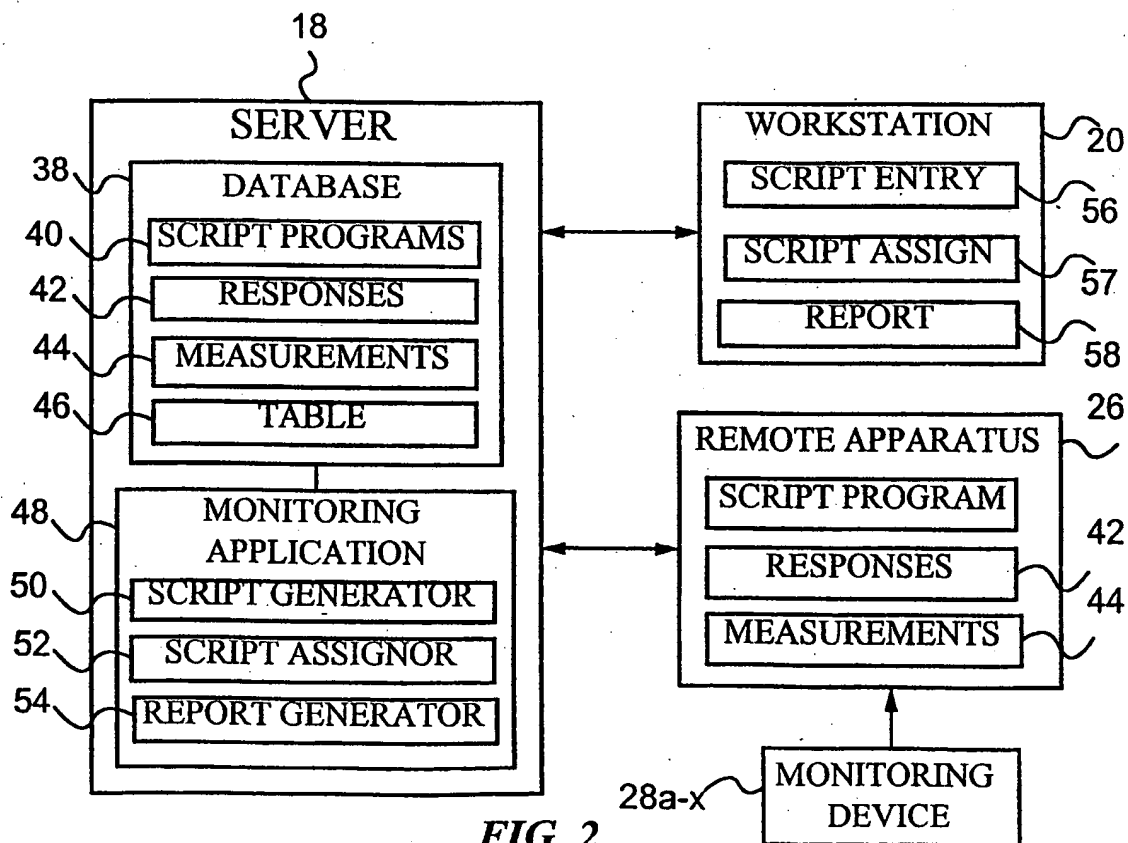 18
SERVER
38
DATABASE
40
SCRIPT PROGRAMS
42
RESPONSES
44
MEASUREMENTS
46
TABLE
48
MONITORING
APPLICATION
50
SCRIPT GENERATOR
52
SCRIPT ASSIGNOR
54
REPORT GENERATOR
WORKSTATION
20
SCRIPT ENTRY
56
SCRIPT ASSIGN
57
REPORT
58
26
REMOTE APPARATUS
SCRIPT PROGRAM
42
RESPONSES
44
MEASUREMENTS
28a-x
MONITORING
DEVICE
FIG. 2